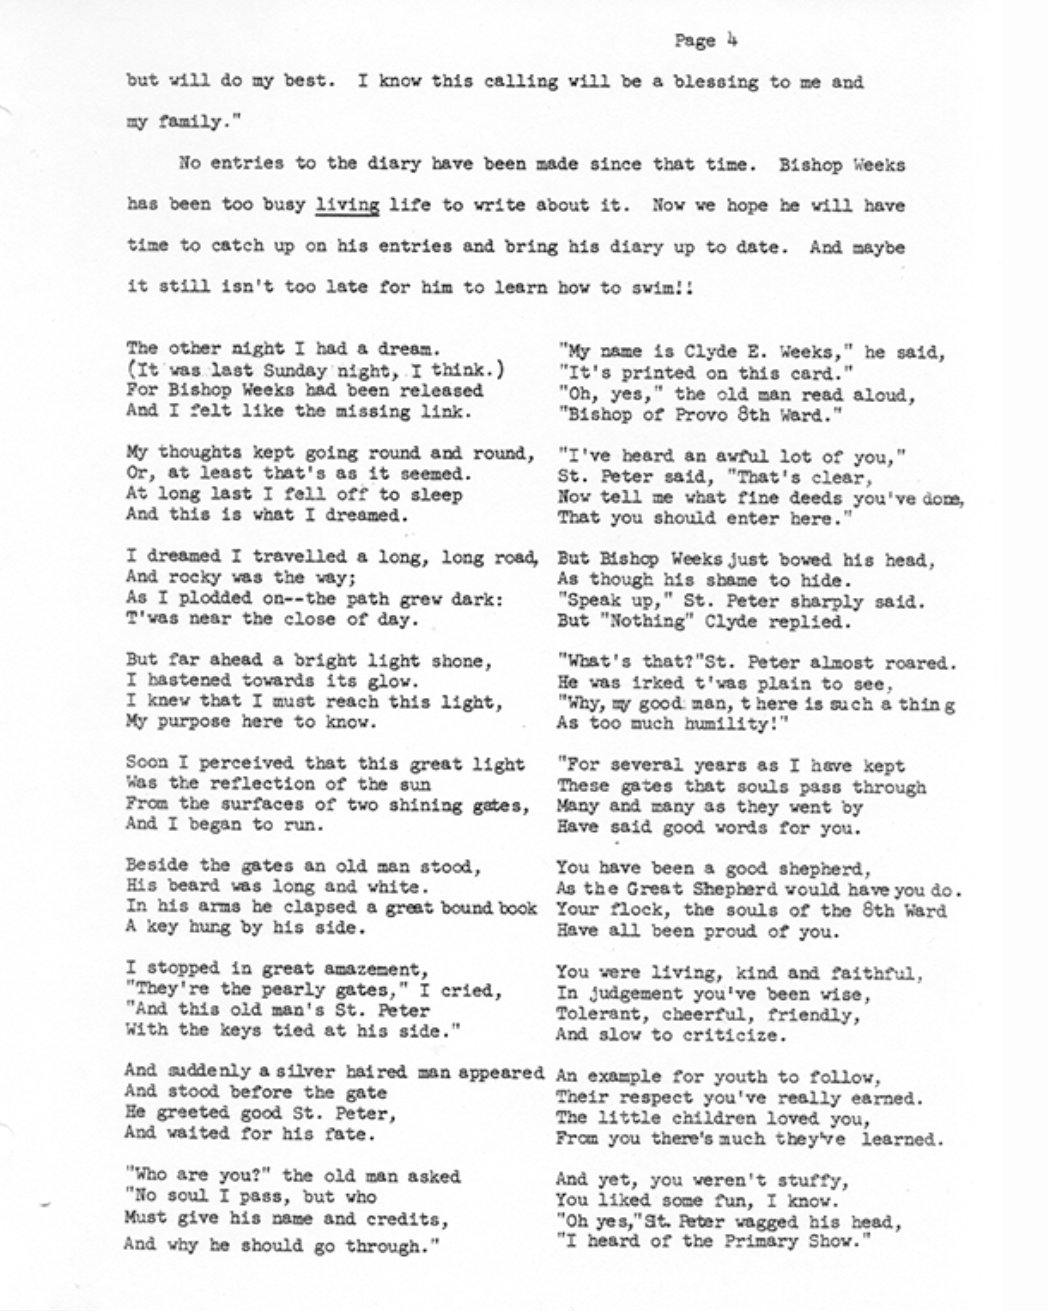 Page 4
but will do my best. I know this calling will be a blessing to me and
my family."
No entries to the diary have been made since that time. Bishop Weeks
has been too busy living life to write about it. Now we hope he will have
time to catch up on his entries and bring his diary up to date. And maybe
it still isn't too late for him to learn how to swim!!
The other night I had a dream.
(It was last Sunday night, I think.)
For Bishop Weeks had been released
And I felt like the missing link.
My thoughts kept going round and round,
Or, at least that's as it seemed.
At long last I fell off to sleep
And this is what I dreamed.
I dreamed I travelled a long, long road,
And rocky was the way;
As I plodded on--the path grew dark:
T'was near the close of day.
But far ahead a bright light shone,
I hastened towards its glow.
I knew that I must reach this light,
My purpose here to know.
Soon I perceived that this great light
Was the reflection of the sun
From the surfaces of two shining gates,
And I began to run.
Beside the gates an old man stood,
His beard was long and white.
In his arms he clapsed a great bound book
A key hung by his side.
I stopped in great amazement,
"They're the pearly gates," I cried,
"And this old man's St. Peter
With the keys tied at his side."
And suddenly a silver haired man appeared
And stood before the gate
He greeted good St. Peter,
And waited for his fate.
"Who are you?" the old man asked
"No soul I pass, but who
Must give his name and credits,
And why he should go through."
"My name is Clyde E. Weeks," he said,
"It's printed on this card."
"Oh, yes," the old man read aloud,
"Bishop of Provo 8th Ward."
"I've heard an awful lot of you,"
St. Peter said, "That's clear,
Now tell me what fine deeds you've done,
That you should enter here."
But Bishop Weeks just bowed his head,
As though his shame to hide.
"Speak up," St. Peter sharply said.
But "Nothing" Clyde replied.
"What's that?"St. Peter almost roared.
He was irked t'was plain to see,
"Why, my good man, there is such a thing
As too much humility!"
"For several years as I have kept
These gates that souls pass through
Many and many as they went by
Have said good words for you.
You have been a good shepherd,
As the Great Shepherd would have you do.
Your flock, the souls of the 8th Ward
Have all been proud of you.
You were living, kind and faithful,
In judgement you've been wise,
Tolerant, cheerful, friendly,
And slow to criticize.
An example for youth to follow,
Their respect you've really earned.
The little children loved you,
From you there's much they've learned.
And yet, you weren't stuffy,
You liked some fun, I know.
"Oh yes,"St. Peter wagged his head,
"I heard of the Primary Show."